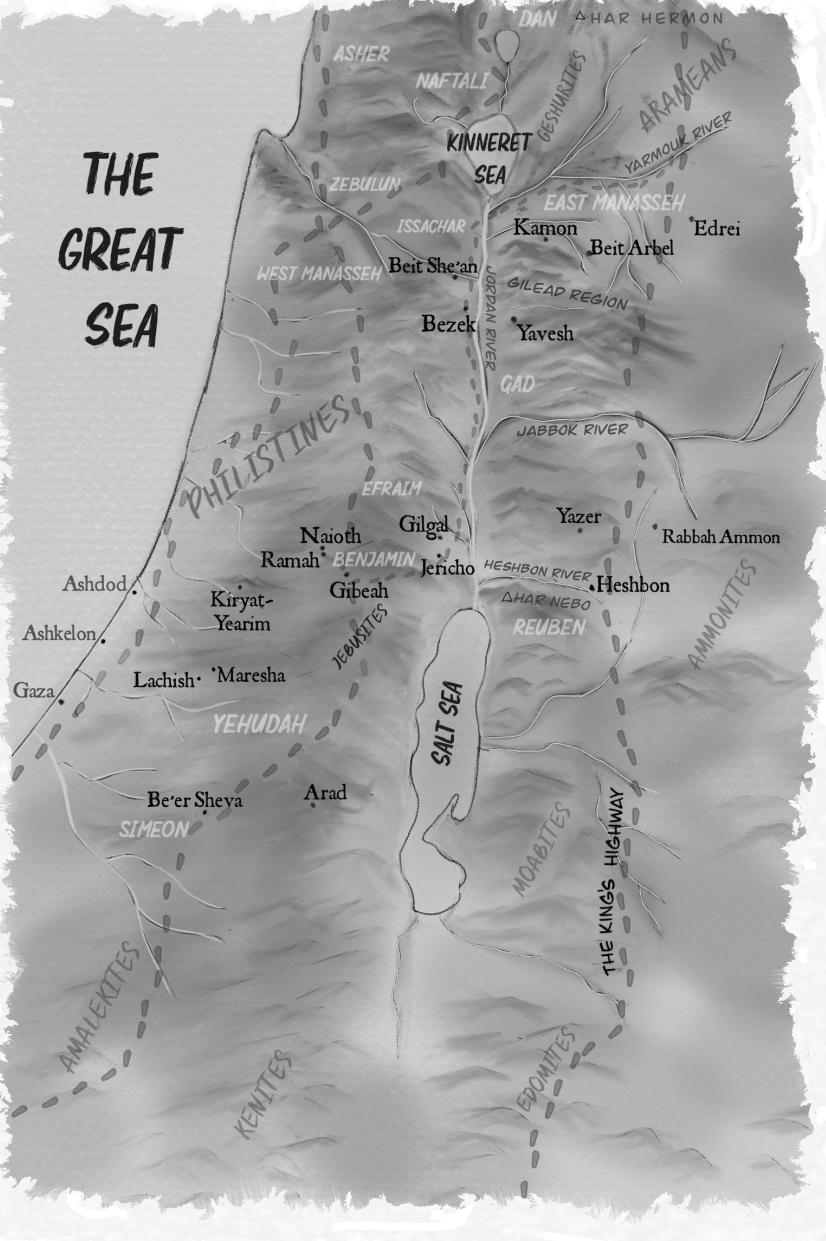 DAN
HAR HERMON
ASHER
NAFTALI
GESHURITES
ARAMEANS
KINNERET
SEA
YARMOUK RIVER
THE
GREAT
SEA
ZEBULUN
EAST MANASSEH
ISSACHAR
Kamon
Edrei
Beit Arbel
WEST MANASSEH
Beit She'an
GILEAD REGION
JORDAN RIVER
Bezek
Yavesh
GAD
PHILISTINES
JABBOK RIVER
EFRAIM
Gilgal
Yazer
Naioth
Rabbah Ammon
Ramah
BENJAMIN
Jericho
HESHBON RIVER
Ashdod
Gibeah
Heshbon
Kiryat-
Yearim
HAR NEBO
AMMONITES
JEBUSITES
REUBEN
Ashkelon
Lachish
Maresha
Gaza
YEHUDAH
SALT SEA
Be'er Sheva
Arad
SIMEON
MOABITES
THE KING'S HIGHWAY
AMALEKITES
KENITES
EDOMITES